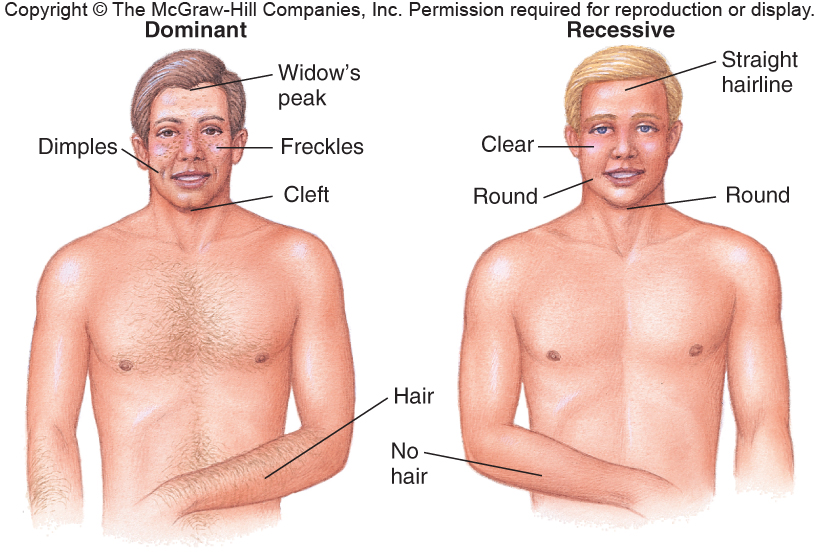 Copyright © The McGraw-Hill Companies, Inc. Permission required for reproduction or display.
Dominant
Widow's
peak
Dimples
Freckles
Cleft
Hair
Recessive
Straight
hairline
Clear
Round
Round
No
hair